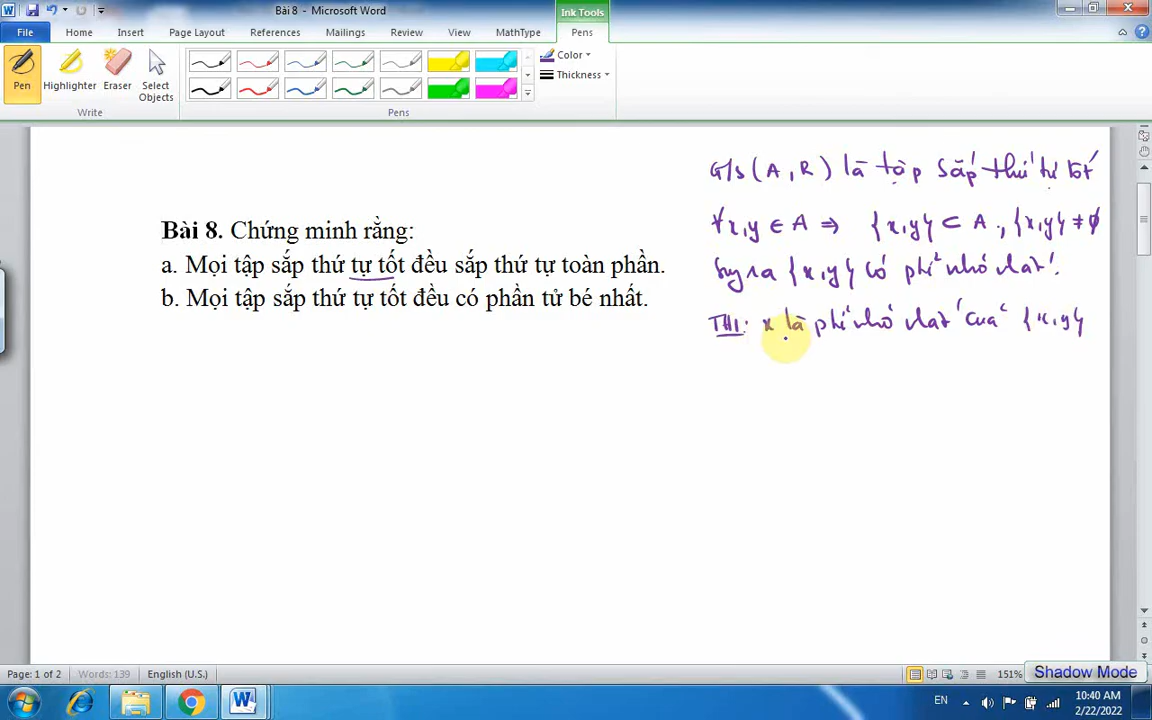 Bài 8 - Microsoft Word
Ink Tools
File Home Insert Page Layout References Mailings Review View MathType Pens
Pen Highlighter Eraser Select Objects
Color
Thickness
Write Pens
G/s (A, R) là tập sắp thứ tự tốt
∀x,y ∈ A ⇒ {x,y} ⊂ A, {x,y} ≠ ∅
Suy ra {x,y} có ptử nhỏ nhất.
TH1: x là ptử nhỏ nhất của {x,y}
Bài 8. Chứng minh rằng:
a. Mọi tập sắp thứ tự tốt đều sắp thứ tự toàn phần.
b. Mọi tập sắp thứ tự tốt đều có phần tử bé nhất.
Page: 1 of 2 Words: 139 English (U.S.) 151% Shadow Mode
EN 10:40 AM
2/22/2022